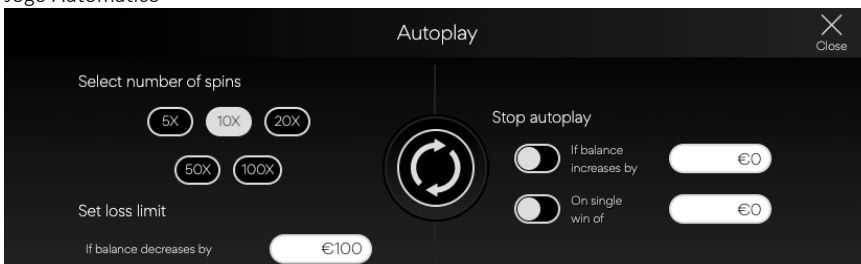 Autoplay
Close
Select number of spins
5X 10X 20X
50X 100X
Set loss limit
If balance decreases by €100
Stop autoplay
If balance
increases by
€0
On single
win of
€0